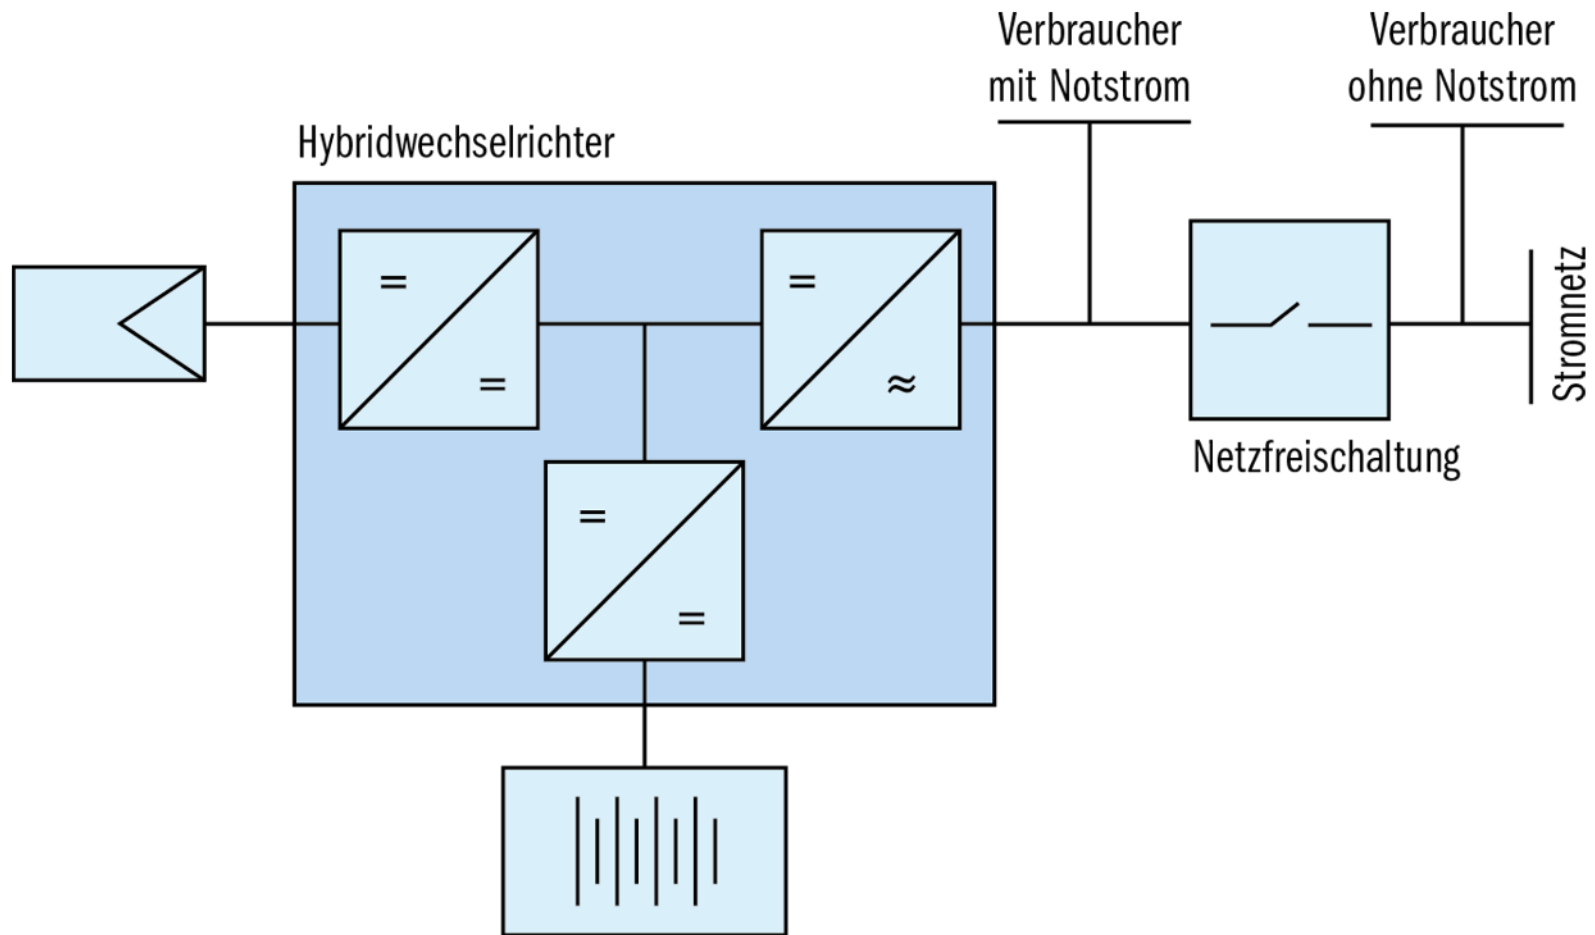 Verbraucher
mit Notstrom
Verbraucher
ohne Notstrom
Hybridwechselrichter
=
=
=
≈
=
=
Stromnetz
Netzfreischaltung